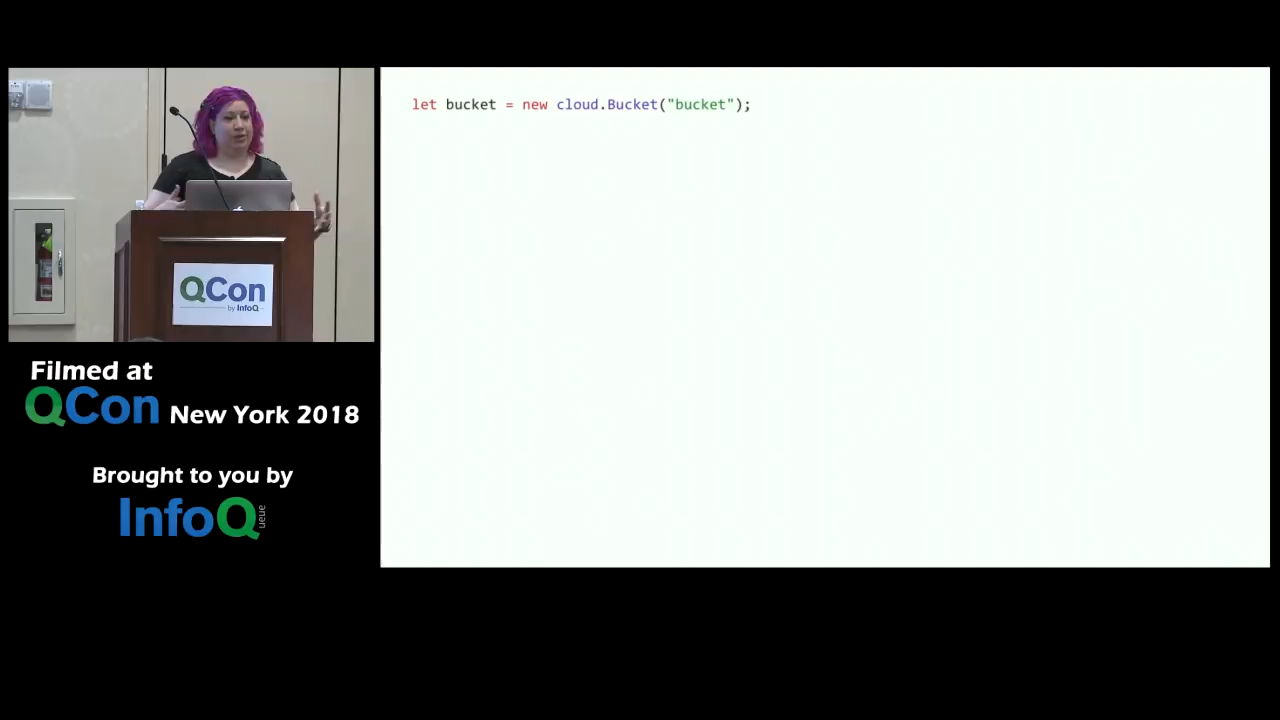 let bucket = new cloud.Bucket("bucket");
QCon
by InfoQ
Filmed at
QCon New York 2018
Brought to you by
InfoQ
ueue